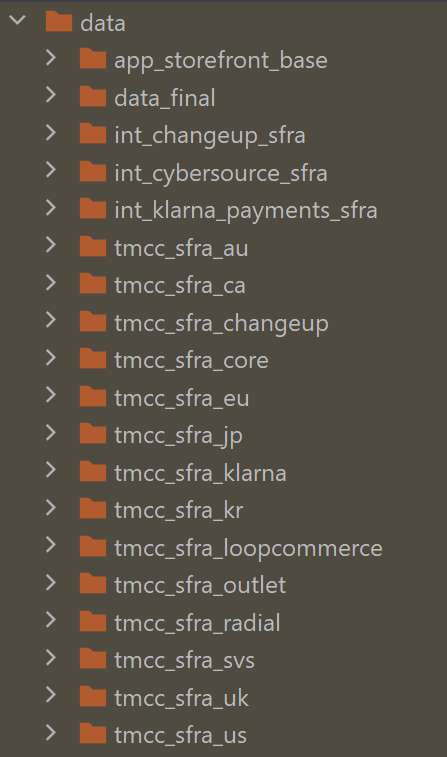 data
app_storefront_base
data_final
int_changeup_sfra
int_cybersource_sfra
int_klarna_payments_sfra
tmcc_sfra_au
tmcc_sfra_ca
tmcc_sfra_changeup
tmcc_sfra_core
tmcc_sfra_eu
tmcc_sfra_jp
tmcc_sfra_klarna
tmcc_sfra_kr
tmcc_sfra_loopcommerce
tmcc_sfra_outlet
tmcc_sfra_radial
tmcc_sfra_svs
tmcc_sfra_uk
tmcc_sfra_us